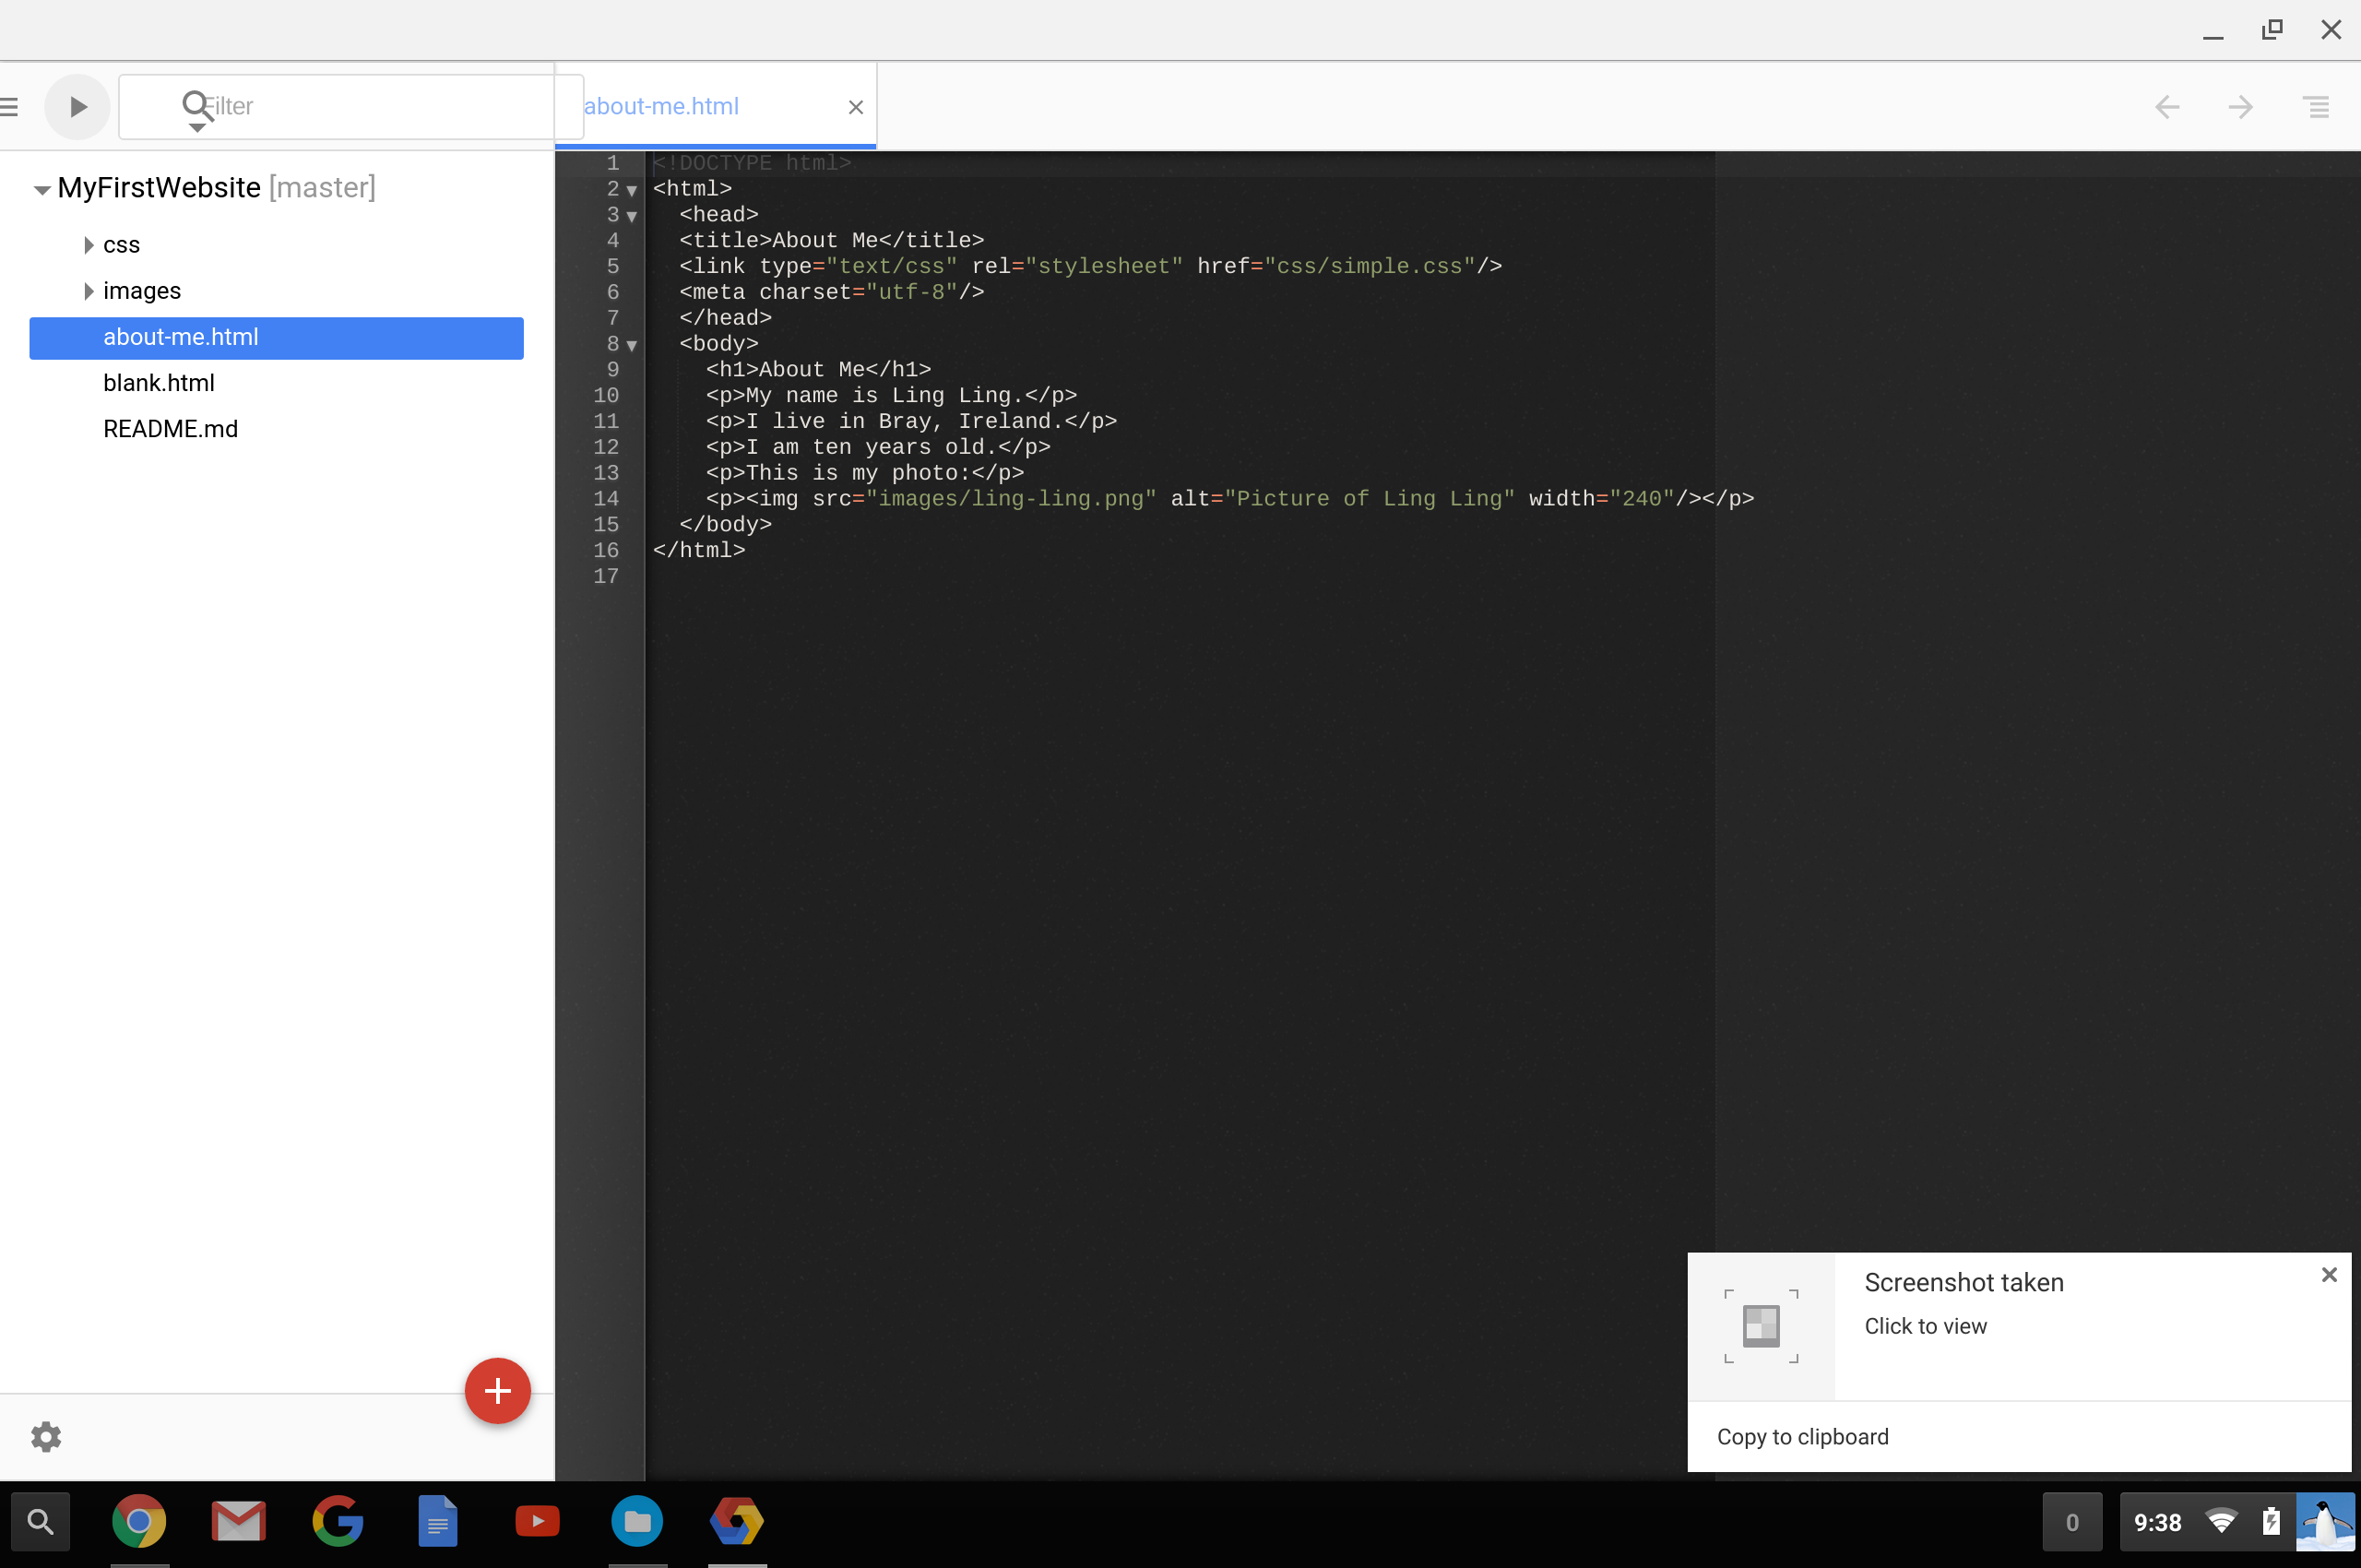 Filter
about-me.html
MyFirstWebsite [master]
css
images
about-me.html
blank.html
README.md
1 <!DOCTYPE html>
2 <html>
3 <head>
4 <title>About Me</title>
5 <link type="text/css" rel="stylesheet" href="css/simple.css"/>
6 <meta charset="utf-8"/>
7 </head>
8 <body>
9 <h1>About Me</h1>
10 <p>My name is Ling Ling.</p>
11 <p>I live in Bray, Ireland.</p>
12 <p>I am ten years old.</p>
13 <p>This is my photo:</p>
14 <p><img src="images/ling-ling.png" alt="Picture of Ling Ling" width="240"/></p>
15 </body>
16 </html>
17
Screenshot taken
Click to view
Copy to clipboard
0
9:38